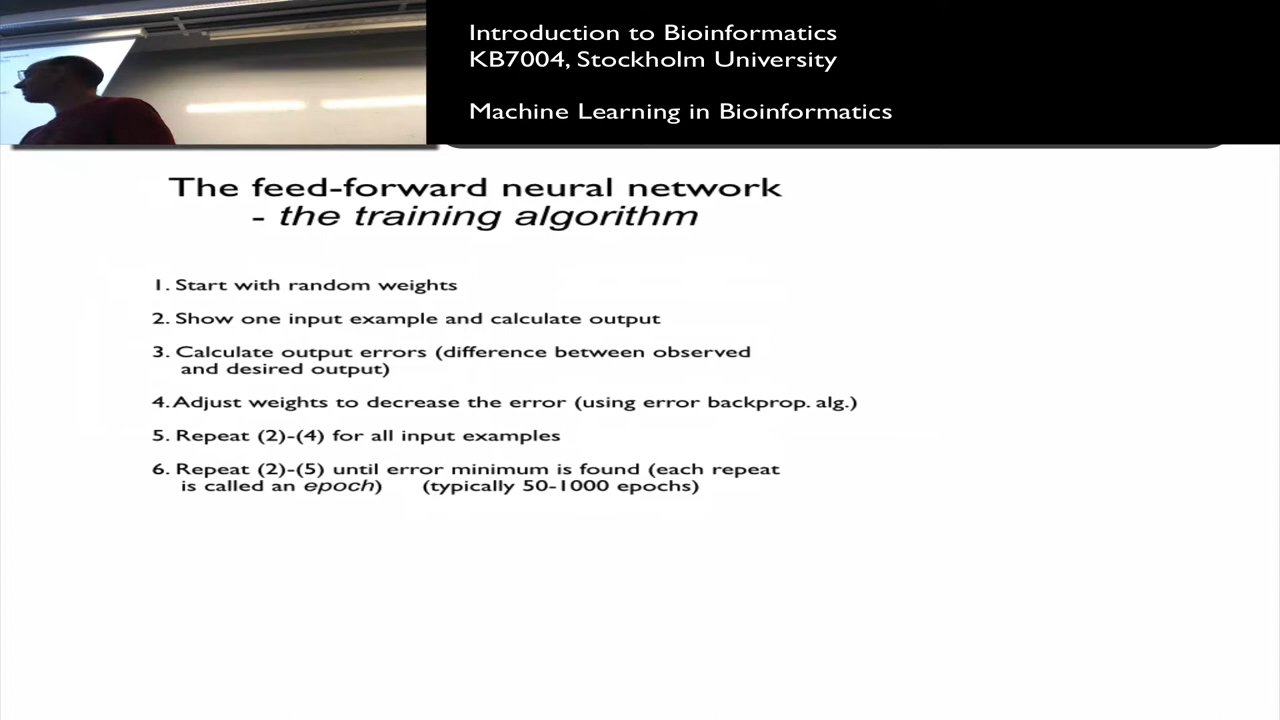 Introduction to Bioinformatics
KB7004, Stockholm University
Machine Learning in Bioinformatics
The feed-forward neural network
- the training algorithm
1. Start with random weights
2. Show one input example and calculate output
3. Calculate output errors (difference between observed
and desired output)
4. Adjust weights to decrease the error (using error backprop. alg.)
5. Repeat (2)-(4) for all input examples
6. Repeat (2)-(5) until error minimum is found (each repeat
is called an epoch) (typically 50-1000 epochs)